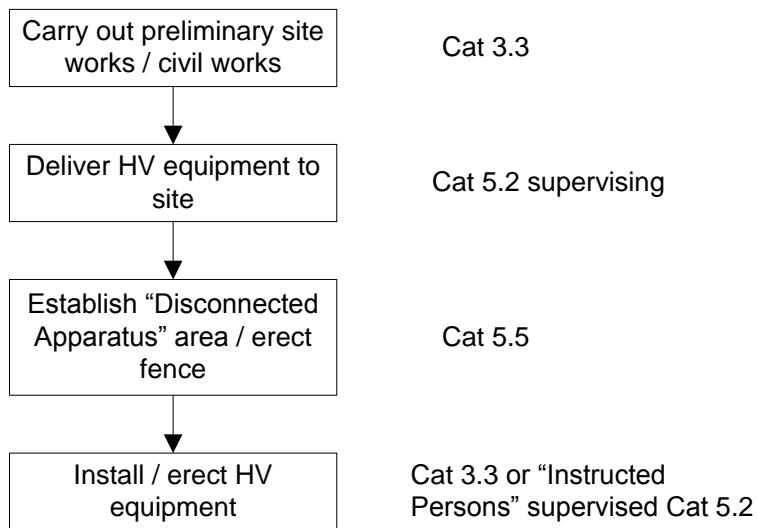 Carry out preliminary site
works / civil works
Cat 3.3
Deliver HV equipment to
site
Cat 5.2 supervising
Establish “Disconnected
Apparatus” area / erect
fence
Cat 5.5
Install / erect HV
equipment
Cat 3.3 or “Instructed
Persons” supervised Cat 5.2